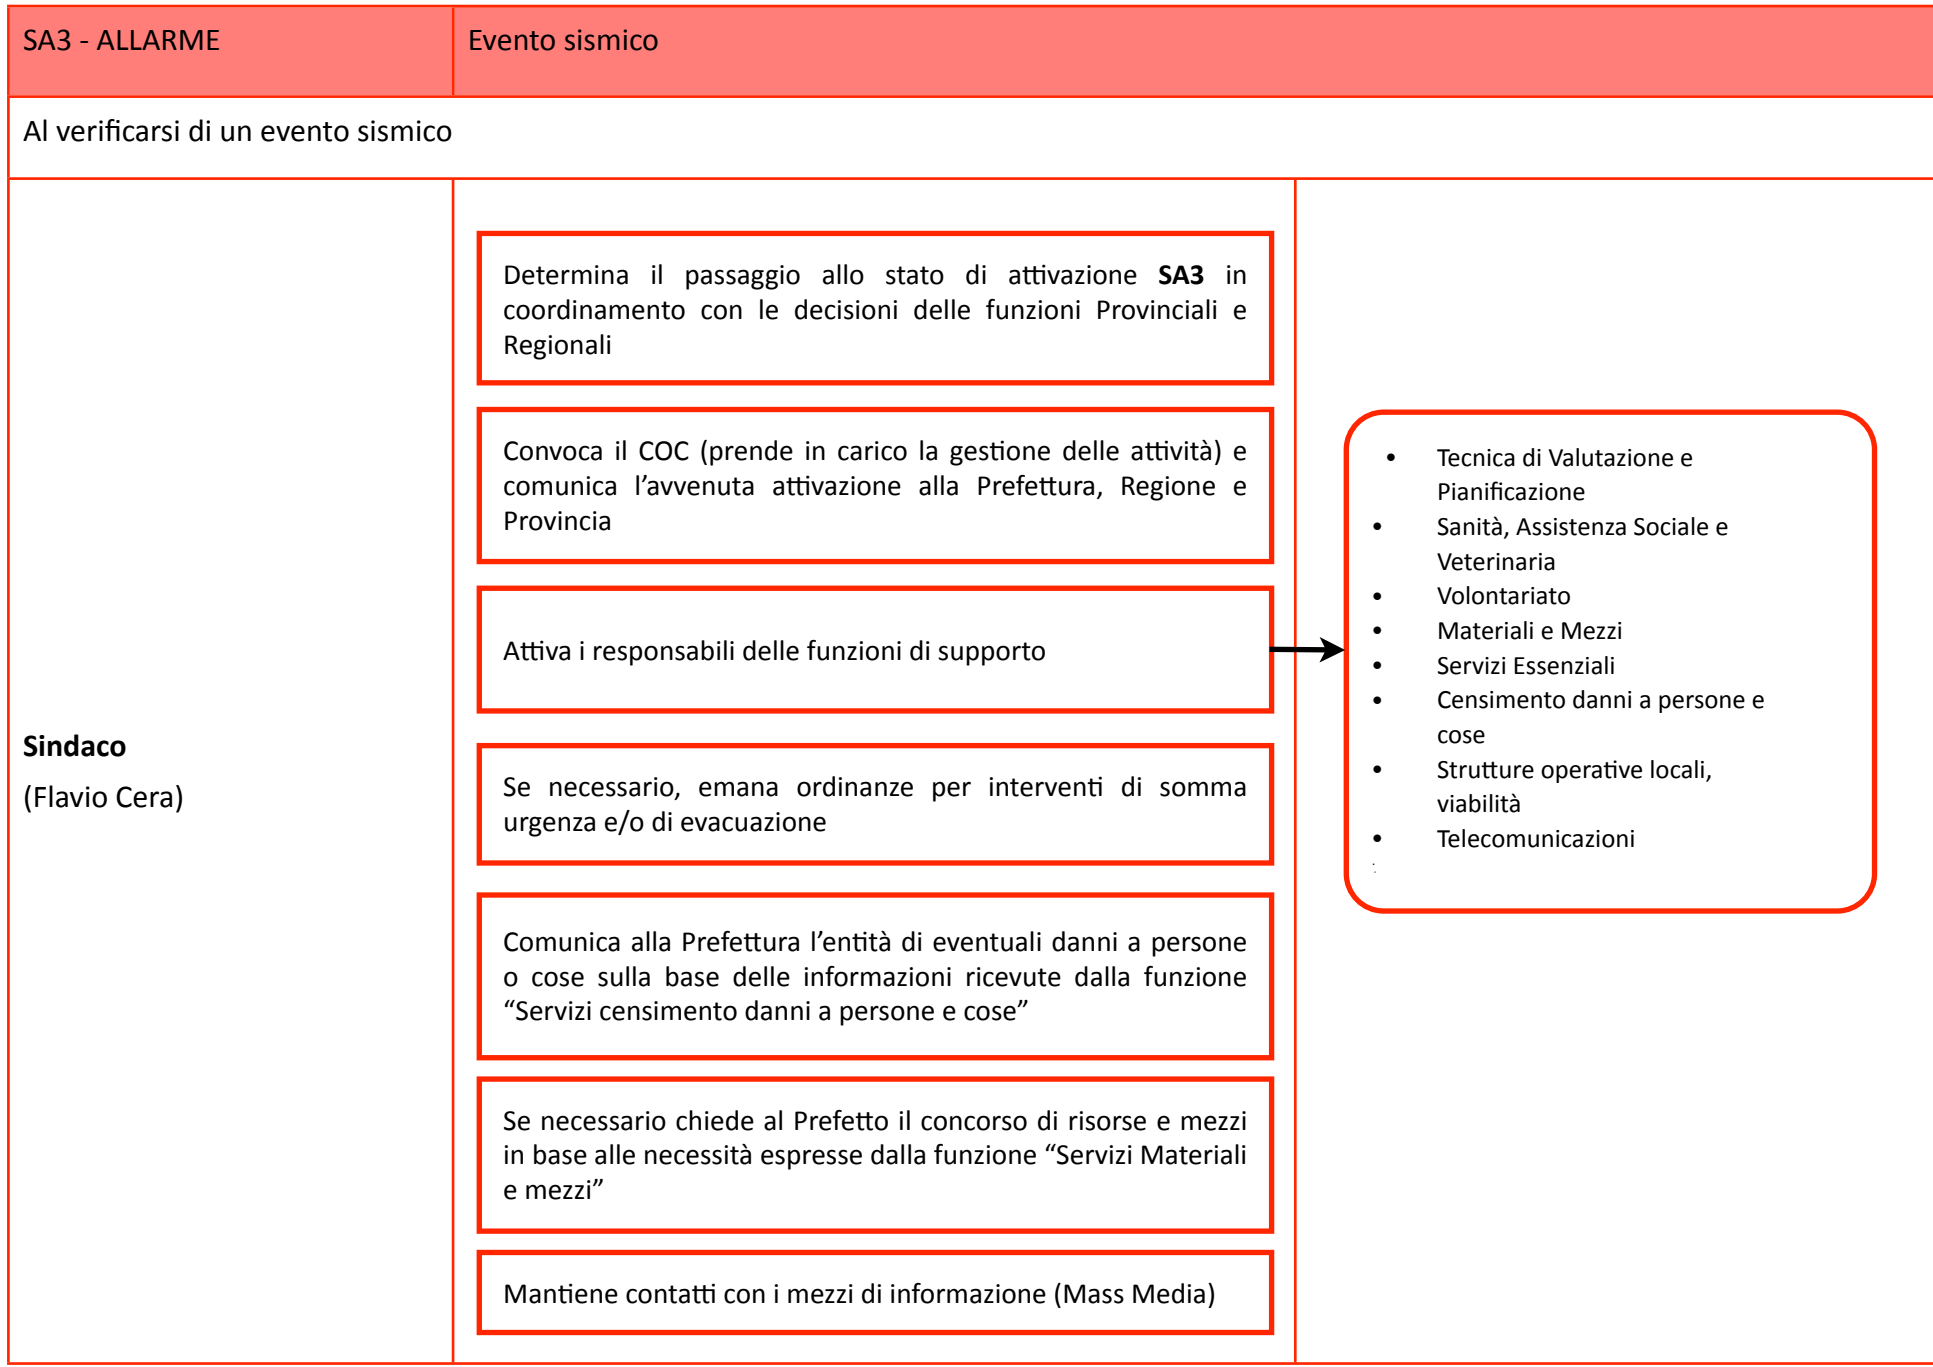 SA3 - ALLARME
Evento sismico
Al verificarsi di un evento sismico
Sindaco
(Flavio Cera)
Determina il passaggio allo stato di attivazione SA3 in
coordinamento con le decisioni delle funzioni Provinciali e
Regionali
Convoca il COC (prende in carico la gestione delle attività) e
comunica l’avvenuta attivazione alla Prefettura, Regione e
Provincia
Attiva i responsabili delle funzioni di supporto
Se necessario, emana ordinanze per interventi di somma
urgenza e/o di evacuazione
Comunica alla Prefettura l’entità di eventuali danni a persone
o cose sulla base delle informazioni ricevute dalla funzione
“Servizi censimento danni a persone e cose”
Se necessario chiede al Prefetto il concorso di risorse e mezzi
in base alle necessità espresse dalla funzione “Servizi Materiali
e mezzi”
Mantiene contatti con i mezzi di informazione (Mass Media)
• Tecnica di Valutazione e
Pianificazione
• Sanità, Assistenza Sociale e
Veterinaria
• Volontariato
• Materiali e Mezzi
• Servizi Essenziali
• Censimento danni a persone e
cose
• Strutture operative locali,
viabilità
• Telecomunicazioni